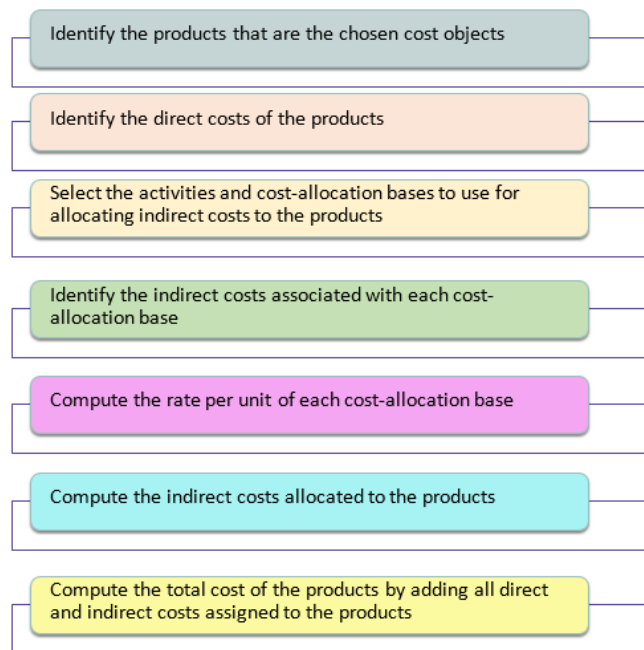 Identify the products that are the chosen cost objects
Identify the direct costs of the products
Select the activities and cost-allocation bases to use for
allocating indirect costs to the products
Identify the indirect costs associated with each cost-
allocation base
Compute the rate per unit of each cost-allocation base
Compute the indirect costs allocated to the products
Compute the total cost of the products by adding all direct
and indirect costs assigned to the products